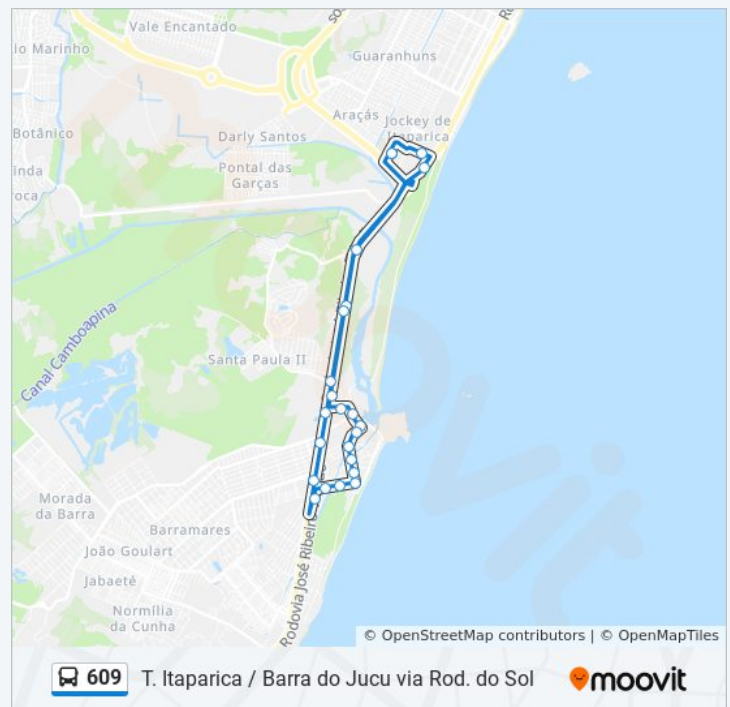 Vale Encantado
io Marinho
Guaranhuns
Araçás
Jockey de
Itaparica
Botânico
Darly Santos
Pontal das
Garças
inda
roca
Canal Camboapina
Santa Paula II
Morada
da Barra
Barramares
João Goulart
Jabaeté
Normília
da Cunha
Rodovia José Ribeiro
© OpenStreetMap contributors | © OpenMapTiles
609 T. Itaparica / Barra do Jucu via Rod. do Sol
moovit